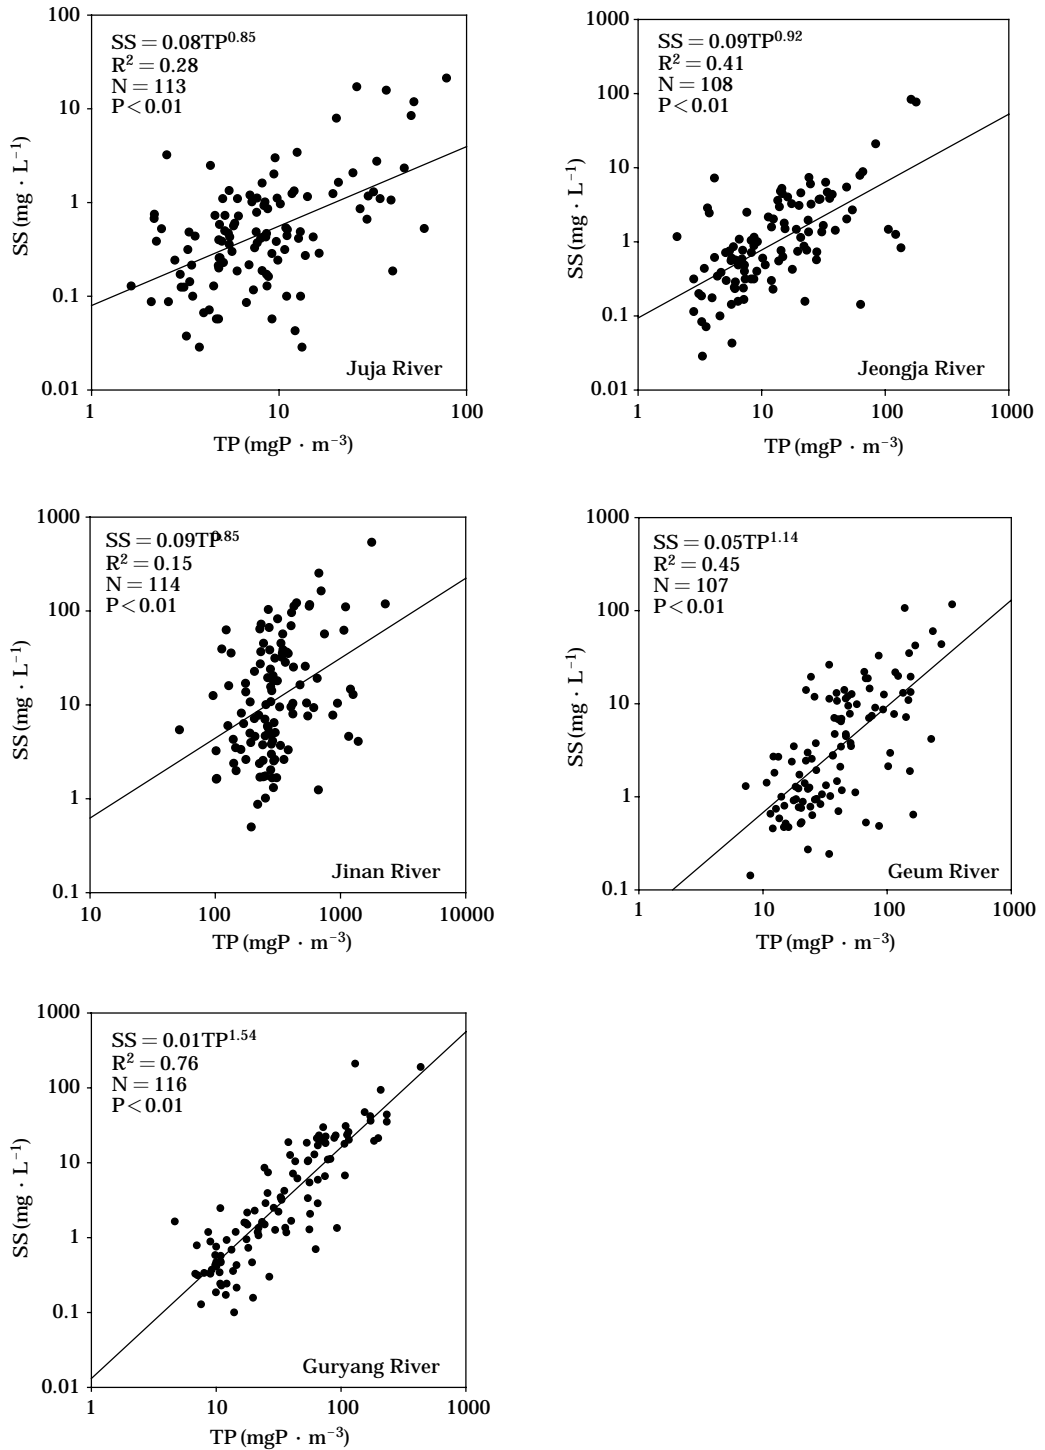 100
SS = 0.08TP^0.85
R² = 0.28
N = 113
P < 0.01
10
SS (mg · L⁻¹)
1
0.1
Juja River
0.01
1 10 100
TP (mgP · m⁻³)
1000
SS = 0.09TP^0.92
R² = 0.41
N = 108
P < 0.01
100
10
SS (mg · L⁻¹)
1
0.1
Jeongja River
0.01
1 10 100 1000
TP (mgP · m⁻³)
1000
SS = 0.09TP^0.85
R² = 0.15
N = 114
P < 0.01
100
SS (mg · L⁻¹)
10
1
Jinan River
0.1
10 100 1000 10000
TP (mgP · m⁻³)
1000
SS = 0.05TP^1.14
R² = 0.45
N = 107
P < 0.01
100
SS (mg · L⁻¹)
10
1
Geum River
0.1
1 10 100 1000
TP (mgP · m⁻³)
1000
SS = 0.01TP^1.54
R² = 0.76
N = 116
P < 0.01
100
10
SS (mg · L⁻¹)
1
0.1
Guryang River
0.01
1 10 100 1000
TP (mgP · m⁻³)